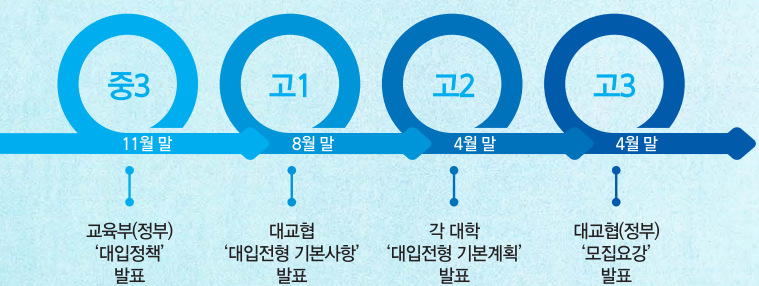 중3
고1
고2
고3
11월 말
8월 말
4월 말
4월 말
교육부(정부)
‘대입정책’
발표
대교협
‘대입전형 기본사항’
발표
각 대학
‘대입전형 기본계획’
발표
대교협(정부)
‘모집요강’
발표